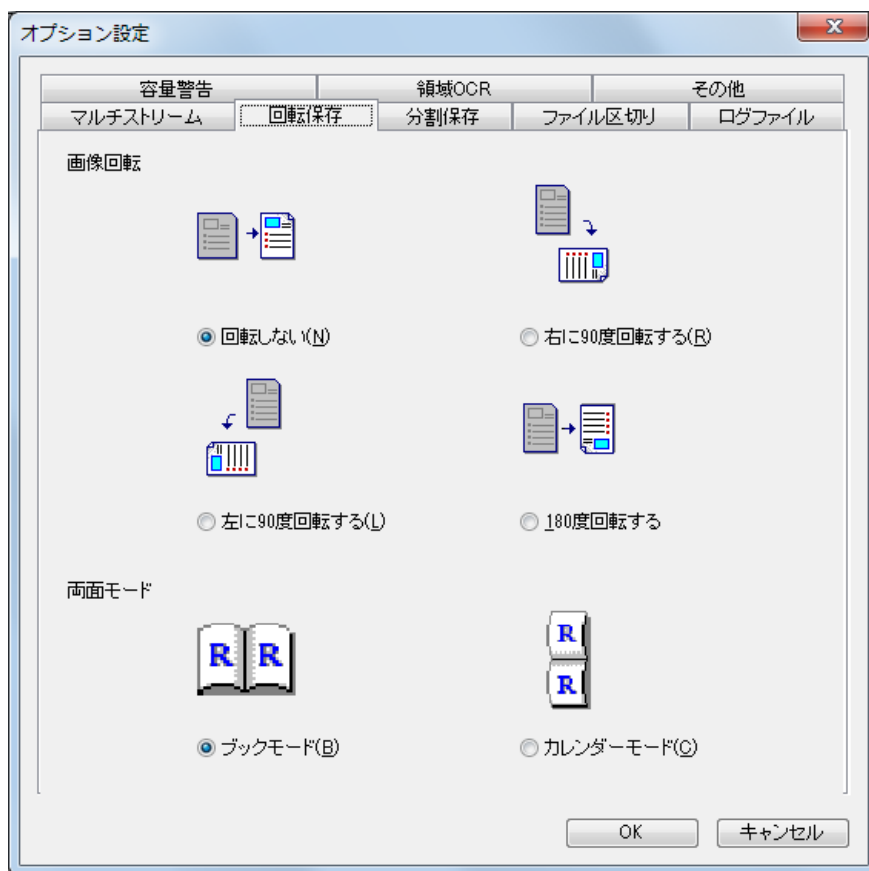 オプション設定
容量警告 領域OCR その他
マルチストリーム 回転保存 分割保存 ファイル区切り ログファイル
画像回転
回転しない(N) 右に90度回転する(R)
左に90度回転する(L) 180度回転する
両面モード
R R R
R
ブックモード(B) カレンダーモード(C)
OK キャンセル